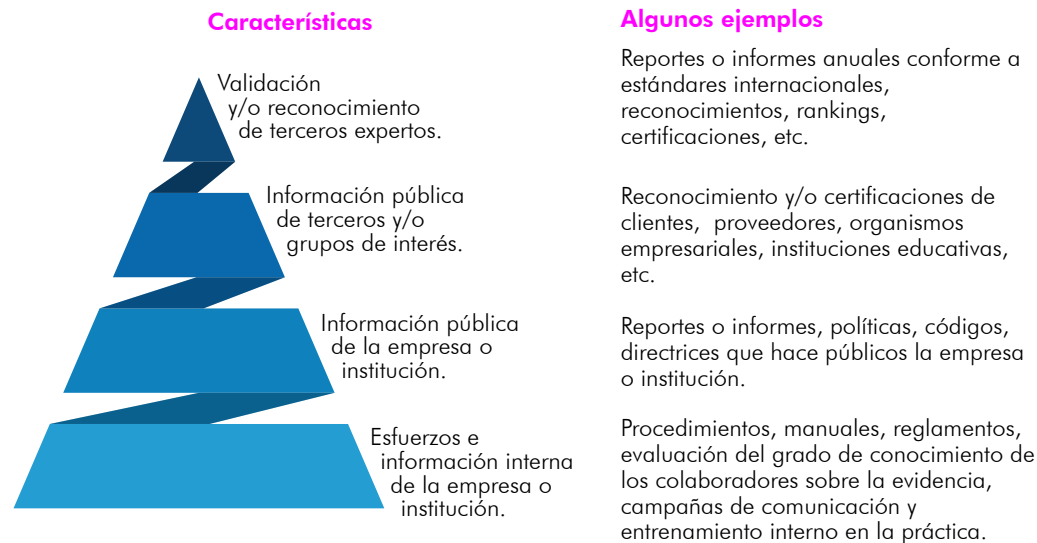 Características
Algunos ejemplos
Validación
y/o reconocimiento
de terceros expertos.
Reportes o informes anuales conforme a
estándares internacionales,
reconocimientos, rankings,
certificaciones, etc.
Información pública
de terceros y/o
grupos de interés.
Reconocimiento y/o certificaciones de
clientes, proveedores, organismos
empresariales, instituciones educativas,
etc.
Información pública
de la empresa o
institución.
Reportes o informes, políticas, códigos,
directrices que hace públicos la empresa
o institución.
Esfuerzos e
información interna
de la empresa o
institución.
Procedimientos, manuales, reglamentos,
evaluación del grado de conocimiento de
los colaboradores sobre la evidencia,
campañas de comunicación y
entrenamiento interno en la práctica.